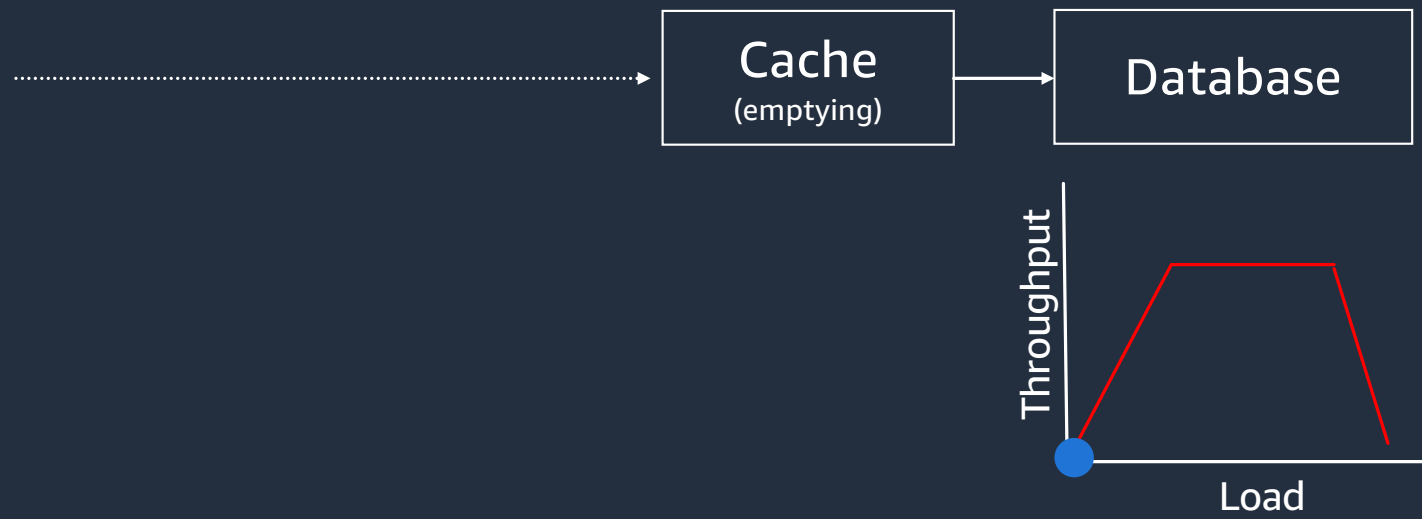 Cache
(emptying)
Database
Throughput
Load